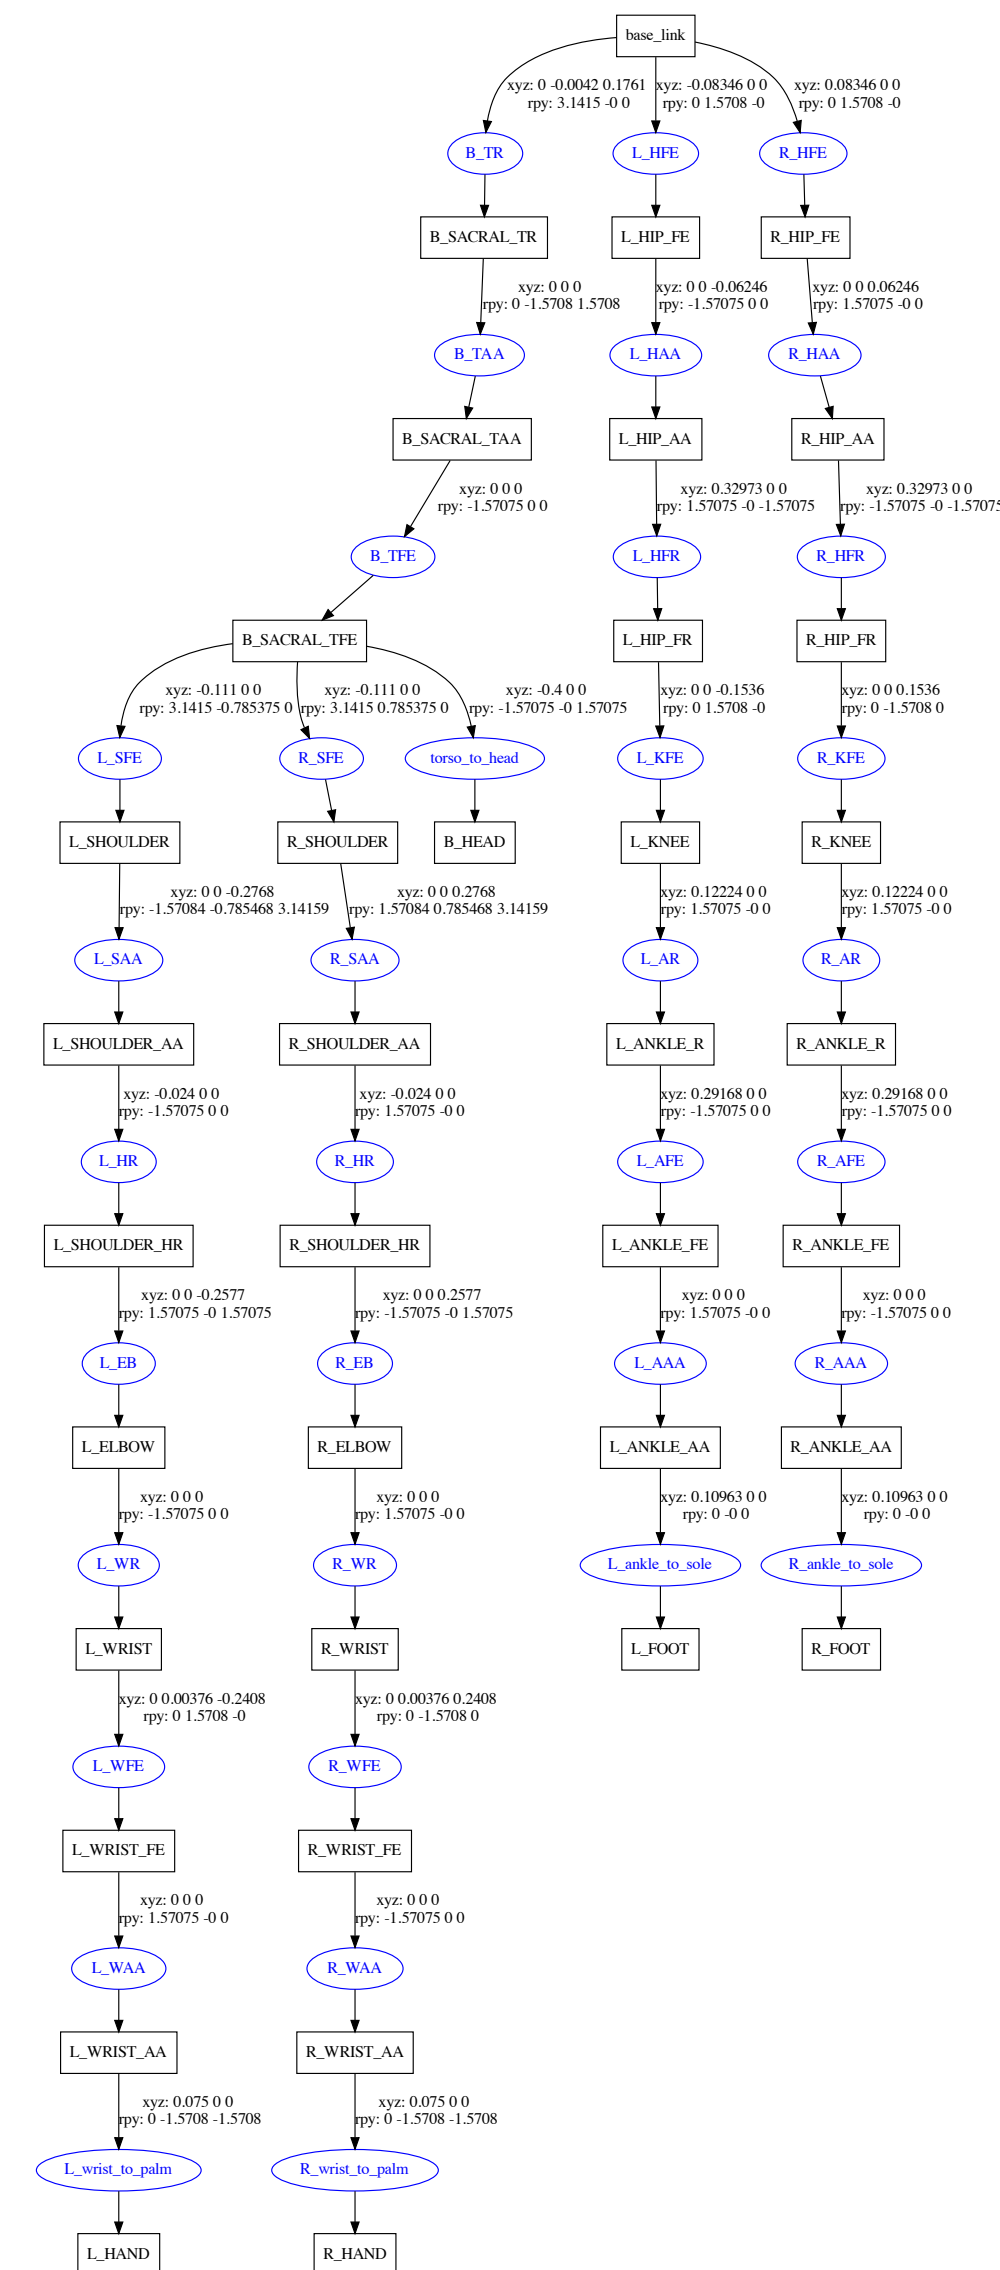 base_link
xyz: 0 -0.0042 0.1761
rpy: 3.1415 -0 0
xyz: -0.08346 0 0
rpy: 0 1.5708 -0
xyz: 0.08346 0 0
rpy: 0 1.5708 -0
B_TR
L_HFE
R_HFE
B_SACRAL_TR
L_HIP_FE
R_HIP_FE
xyz: 0 0 0
rpy: 0 -1.5708 1.5708
xyz: 0 0 -0.06246
rpy: -1.57075 0 0
xyz: 0 0 0.06246
rpy: 1.57075 -0 0
B_TAA
L_HAA
R_HAA
B_SACRAL_TAA
L_HIP_AA
R_HIP_AA
xyz: 0 0 0
rpy: -1.57075 0 0
xyz: 0.32973 0 0
rpy: 1.57075 -0 -1.57075
xyz: 0.32973 0 0
rpy: -1.57075 -0 -1.57075
B_TFE
L_HFR
R_HFR
B_SACRAL_TFE
L_HIP_FR
R_HIP_FR
xyz: -0.111 0 0
rpy: 3.1415 -0.785375 0
xyz: -0.111 0 0
rpy: 3.1415 0.785375 0
xyz: -0.4 0 0
rpy: -1.57075 -0 1.57075
xyz: 0 0 -0.1536
rpy: 0 1.5708 -0
xyz: 0 0 0.1536
rpy: 0 -1.5708 0
L_SFE
R_SFE
torso_to_head
L_KFE
R_KFE
L_SHOULDER
R_SHOULDER
B_HEAD
L_KNEE
R_KNEE
xyz: 0 0 -0.2768
rpy: -1.57084 -0.785468 3.14159
xyz: 0 0 0.2768
rpy: 1.57084 0.785468 3.14159
xyz: 0.12224 0 0
rpy: 1.57075 -0 0
xyz: 0.12224 0 0
rpy: 1.57075 -0 0
L_SAA
R_SAA
L_AR
R_AR
L_SHOULDER_AA
R_SHOULDER_AA
L_ANKLE_R
R_ANKLE_R
xyz: -0.024 0 0
rpy: -1.57075 0 0
xyz: -0.024 0 0
rpy: 1.57075 -0 0
xyz: 0.29168 0 0
rpy: -1.57075 0 0
xyz: 0.29168 0 0
rpy: -1.57075 0 0
L_HR
R_HR
L_AFE
R_AFE
L_SHOULDER_HR
R_SHOULDER_HR
L_ANKLE_FE
R_ANKLE_FE
xyz: 0 0 -0.2577
rpy: 1.57075 -0 1.57075
xyz: 0 0 0.2577
rpy: -1.57075 -0 1.57075
xyz: 0 0 0
rpy: 1.57075 -0 0
xyz: 0 0 0
rpy: -1.57075 0 0
L_EB
R_EB
L_AAA
R_AAA
L_ELBOW
R_ELBOW
L_ANKLE_AA
R_ANKLE_AA
xyz: 0 0 0
rpy: -1.57075 0 0
xyz: 0 0 0
rpy: 1.57075 -0 0
xyz: 0.10963 0 0
rpy: 0 -0 0
xyz: 0.10963 0 0
rpy: 0 -0 0
L_WR
R_WR
L_ankle_to_sole
R_ankle_to_sole
L_WRIST
R_WRIST
L_FOOT
R_FOOT
xyz: 0 0.00376 -0.2408
rpy: 0 1.5708 -0
xyz: 0 0.00376 0.2408
rpy: 0 -1.5708 0
L_WFE
R_WFE
L_WRIST_FE
R_WRIST_FE
xyz: 0 0 0
rpy: 1.57075 -0 0
xyz: 0 0 0
rpy: -1.57075 0 0
L_WAA
R_WAA
L_WRIST_AA
R_WRIST_AA
xyz: 0.075 0 0
rpy: 0 -1.5708 -1.5708
xyz: 0.075 0 0
rpy: 0 -1.5708 -1.5708
L_wrist_to_palm
R_wrist_to_palm
L_HAND
R_HAND